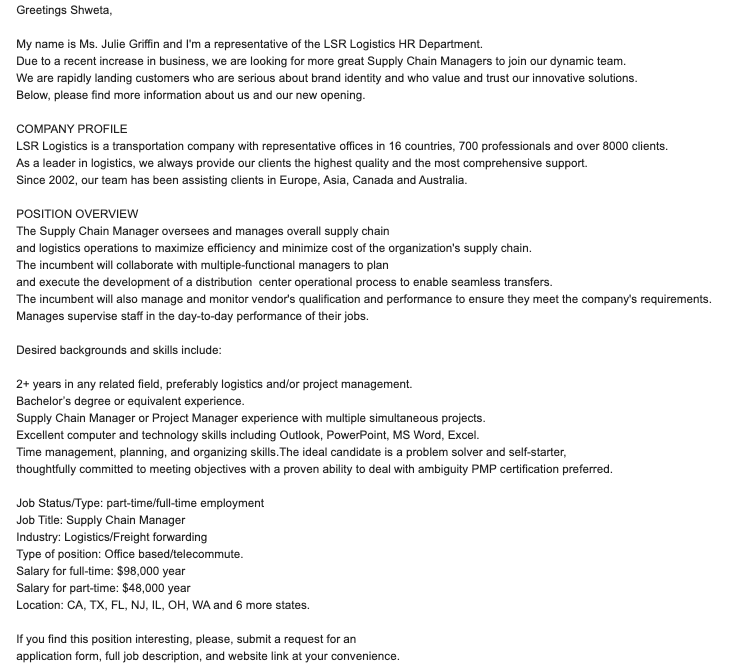 Greetings Shweta,
My name is Ms. Julie Griffin and I'm a representative of the LSR Logistics HR Department.
Due to a recent increase in business, we are looking for more great Supply Chain Managers to join our dynamic team.
We are rapidly landing customers who are serious about brand identity and who value and trust our innovative solutions.
Below, please find more information about us and our new opening.
COMPANY PROFILE
LSR Logistics is a transportation company with representative offices in 16 countries, 700 professionals and over 8000 clients.
As a leader in logistics, we always provide our clients the highest quality and the most comprehensive support.
Since 2002, our team has been assisting clients in Europe, Asia, Canada and Australia.
POSITION OVERVIEW
The Supply Chain Manager oversees and manages overall supply chain
and logistics operations to maximize efficiency and minimize cost of the organization's supply chain.
The incumbent will collaborate with multiple-functional managers to plan
and execute the development of a distribution  center operational process to enable seamless transfers.
The incumbent will also manage and monitor vendor's qualification and performance to ensure they meet the company's requirements.
Manages supervise staff in the day-to-day performance of their jobs.
Desired backgrounds and skills include:
2+ years in any related field, preferably logistics and/or project management.
Bachelor’s degree or equivalent experience.
Supply Chain Manager or Project Manager experience with multiple simultaneous projects.
Excellent computer and technology skills including Outlook, PowerPoint, MS Word, Excel.
Time management, planning, and organizing skills.The ideal candidate is a problem solver and self-starter,
thoughtfully committed to meeting objectives with a proven ability to deal with ambiguity PMP certification preferred.
Job Status/Type: part-time/full-time employment
Job Title: Supply Chain Manager
Industry: Logistics/Freight forwarding
Type of position: Office based/telecommute.
Salary for full-time: $98,000 year
Salary for part-time: $48,000 year
Location: CA, TX, FL, NJ, IL, OH, WA and 6 more states.
If you find this position interesting, please, submit a request for an
application form, full job description, and website link at your convenience.